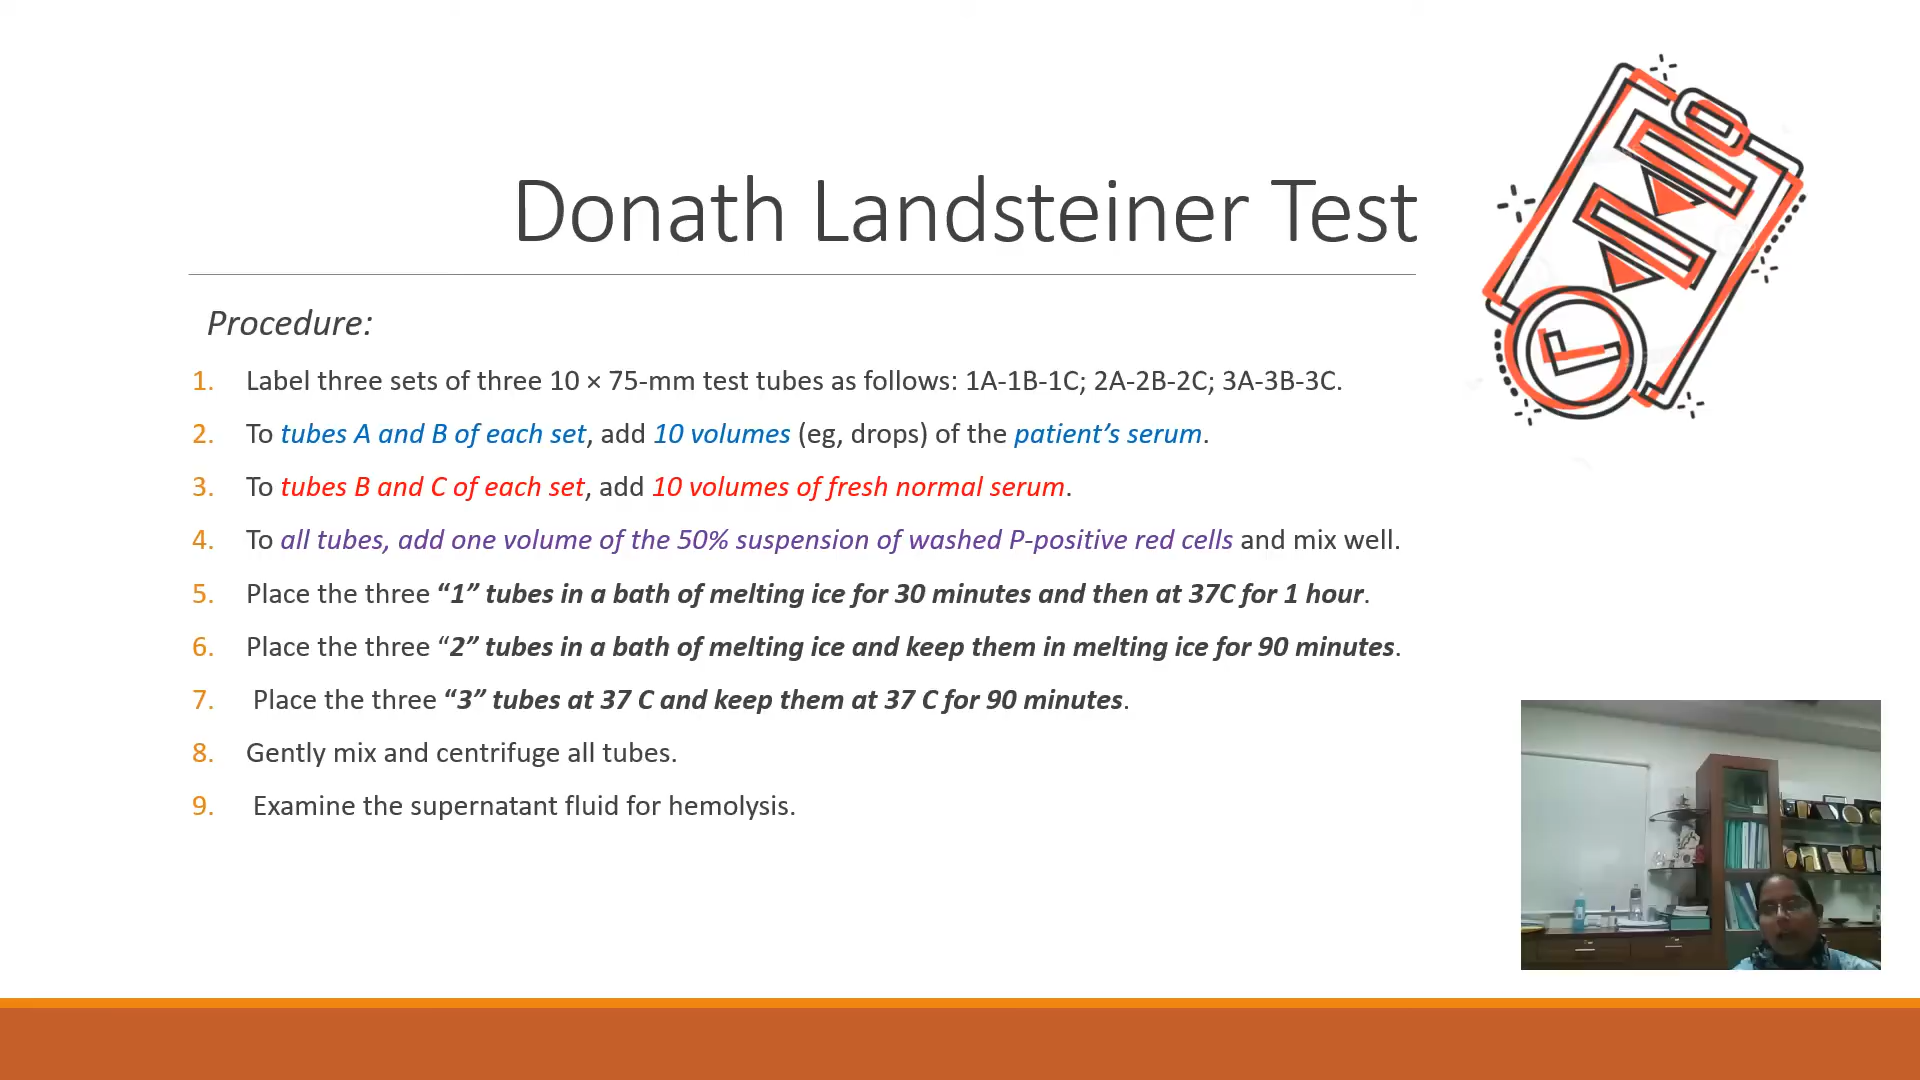 Donath Landsteiner Test
Procedure:
1. Label three sets of three 10 × 75-mm test tubes as follows: 1A-1B-1C; 2A-2B-2C; 3A-3B-3C.
2. To tubes A and B of each set, add 10 volumes (eg, drops) of the patient’s serum.
3. To tubes B and C of each set, add 10 volumes of fresh normal serum.
4. To all tubes, add one volume of the 50% suspension of washed P-positive red cells and mix well.
5. Place the three “1” tubes in a bath of melting ice for 30 minutes and then at 37C for 1 hour.
6. Place the three “2” tubes in a bath of melting ice and keep them in melting ice for 90 minutes.
7. Place the three “3” tubes at 37 C and keep them at 37 C for 90 minutes.
8. Gently mix and centrifuge all tubes.
9. Examine the supernatant fluid for hemolysis.